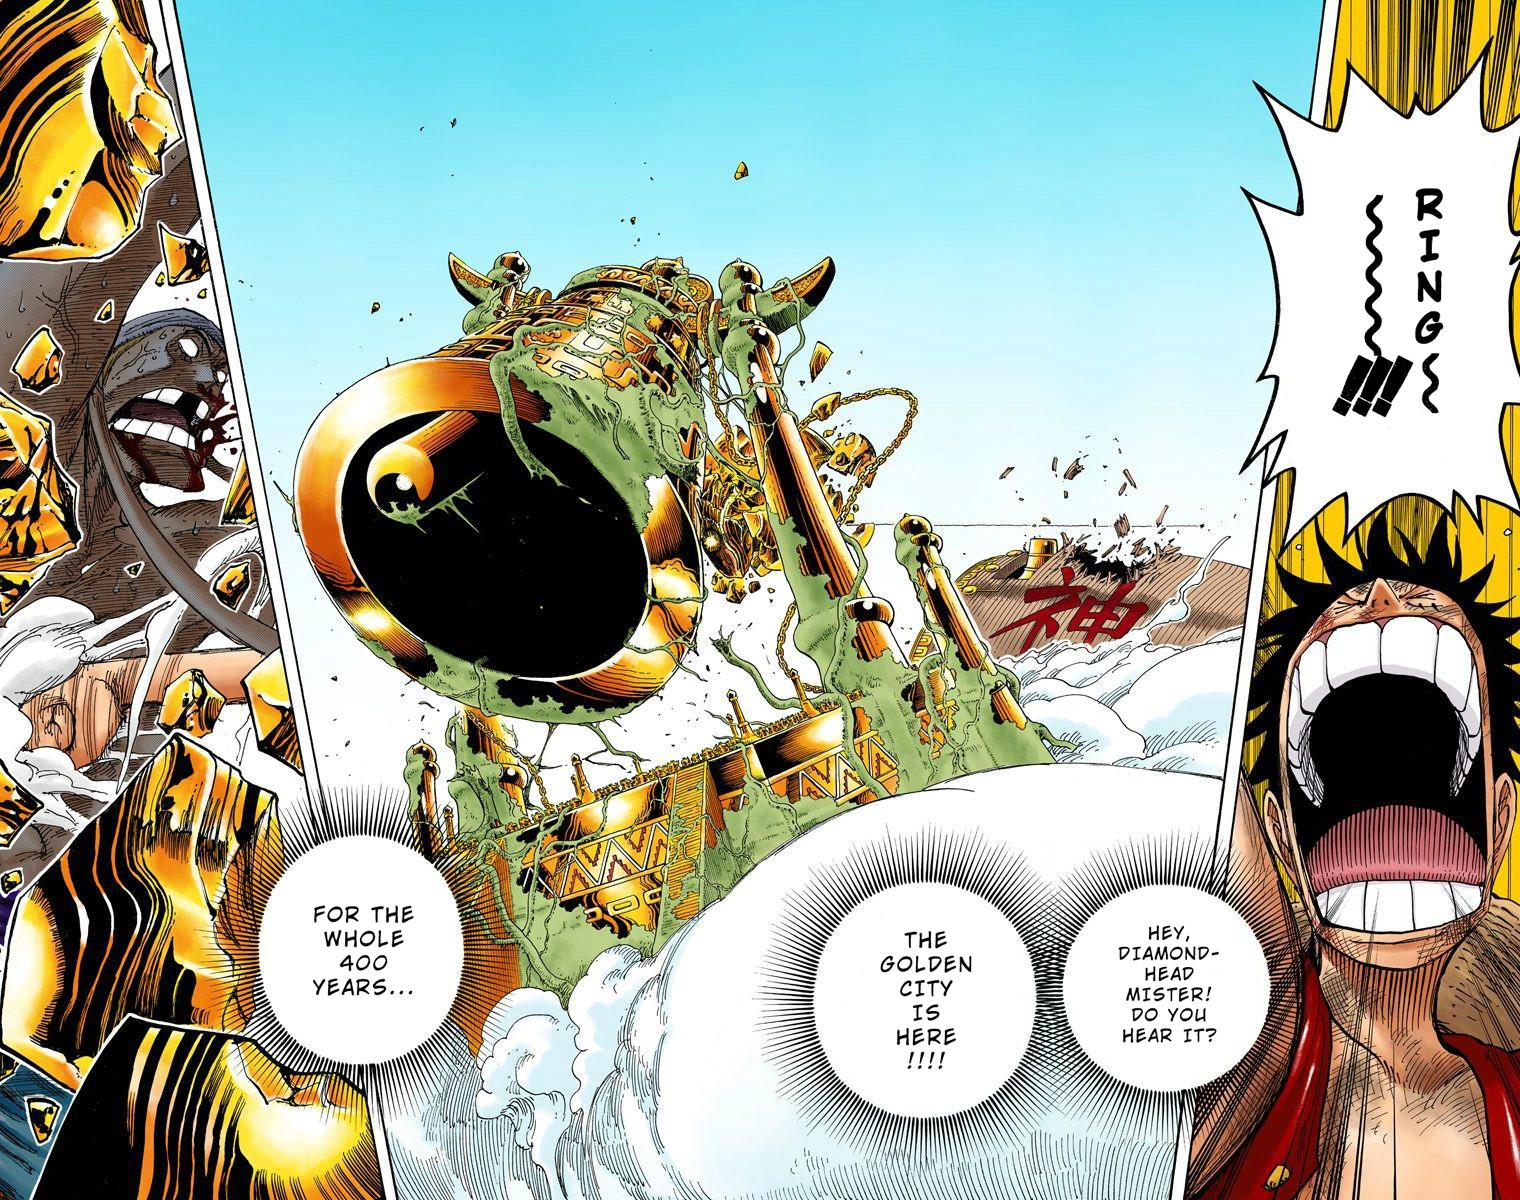 RING~
~~~!!!
HEY,
DIAMOND-
HEAD
MISTER!
DO YOU
HEAR IT?
THE
GOLDEN
CITY
IS
HERE
!!!!
神
FOR THE
WHOLE
400
YEARS...